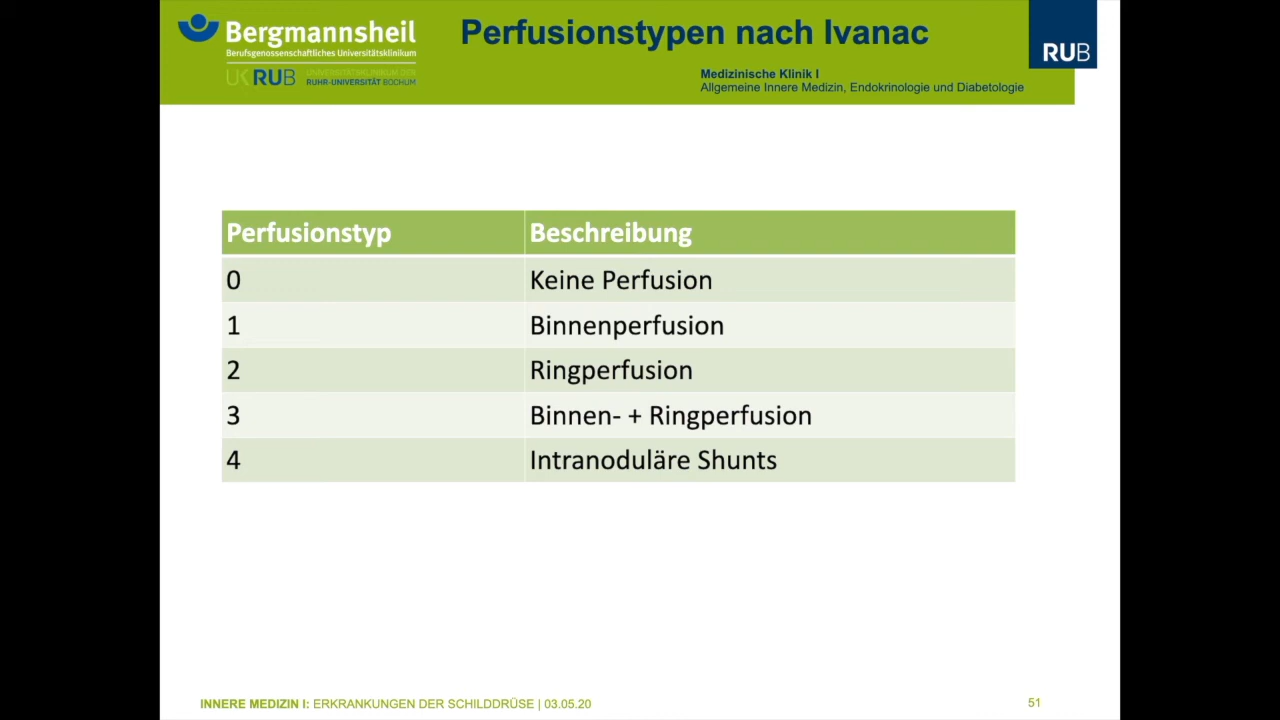 Bergmannsheil
Berufsgenossenschaftliches Universitätsklinikum
UK RUB UNIVERSITÄTSKLINIKUM DER
RUHR-UNIVERSITÄT BOCHUM
Perfusionstypen nach Ivanac
Medizinische Klinik I
Allgemeine Innere Medizin, Endokrinologie und Diabetologie
RUB
Perfusionstyp Beschreibung
0 Keine Perfusion
1 Binnenperfusion
2 Ringperfusion
3 Binnen- + Ringperfusion
4 Intranoduläre Shunts
INNERE MEDIZIN I: ERKRANKUNGEN DER SCHILDDRÜSE | 03.05.20
51